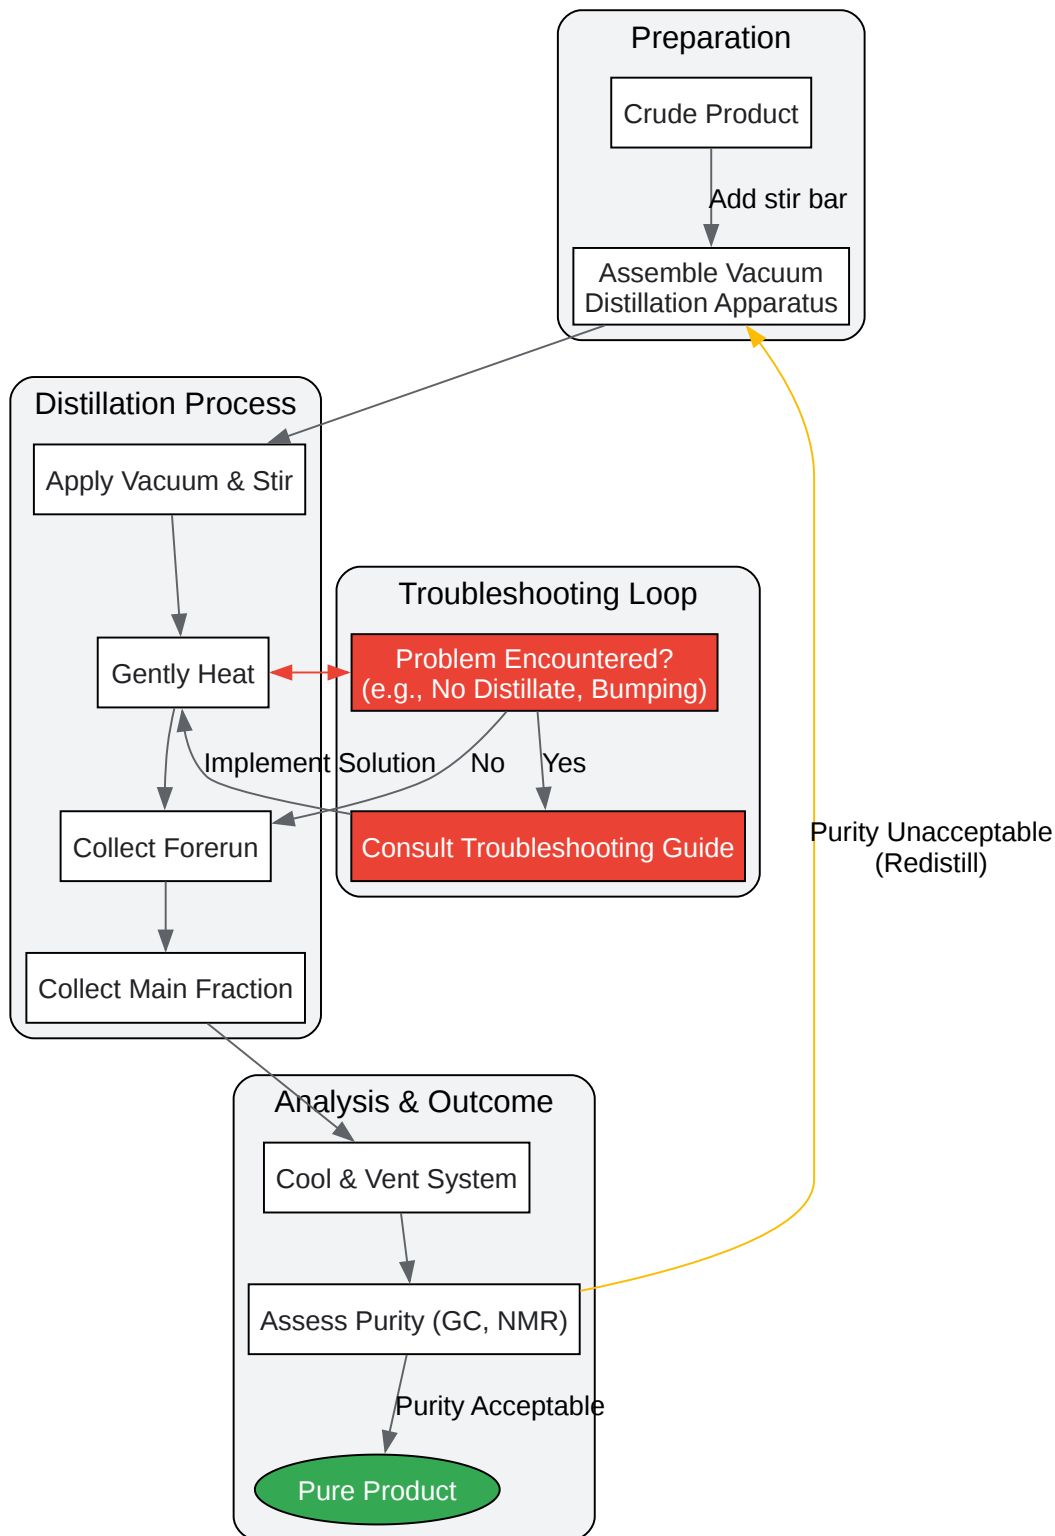 Preparation
Crude Product
Add stir bar
Assemble Vacuum
Distillation Apparatus
Distillation Process
Apply Vacuum & Stir
Troubleshooting Loop
Gently Heat
Problem Encountered?
(e.g., No Distillate, Bumping)
Implement Solution
No
Yes
Collect Forerun
Consult Troubleshooting Guide
Purity Unacceptable
(Redistill)
Collect Main Fraction
Analysis & Outcome
Cool & Vent System
Assess Purity (GC, NMR)
Purity Acceptable
Pure Product